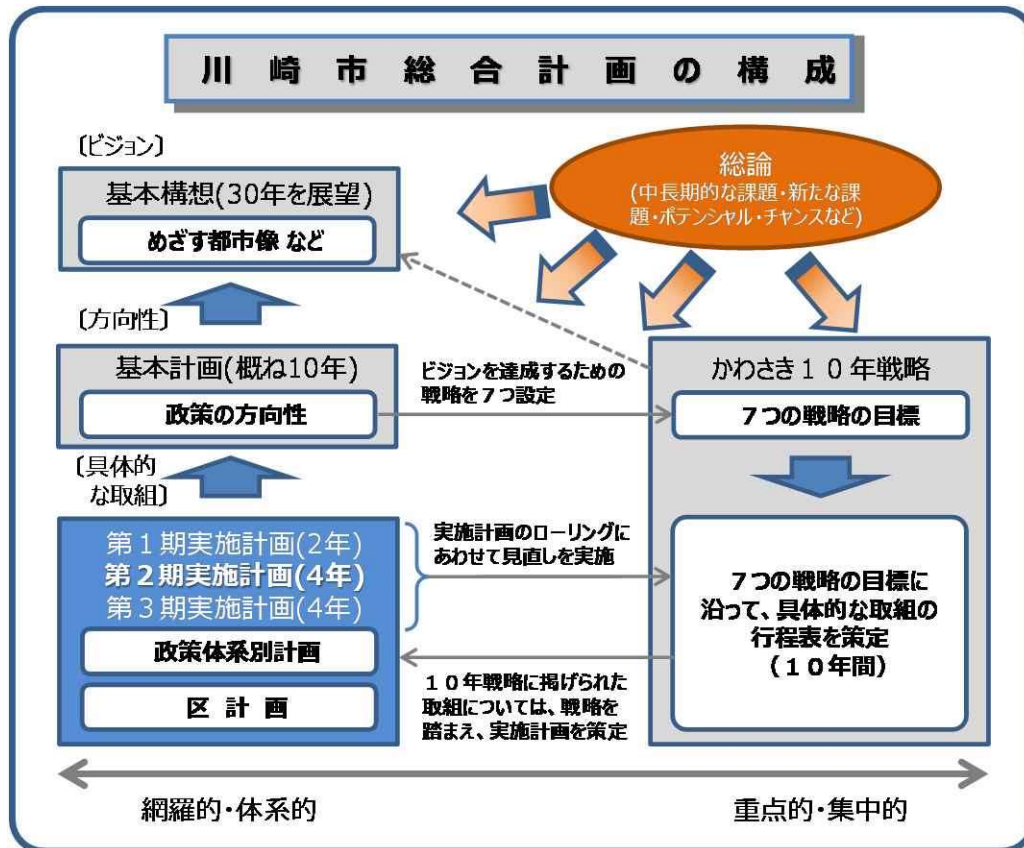 川崎市総合計画の構成
〔ビジョン〕
基本構想(30年を展望)
めざす都市像 など
総論
(中長期的な課題・新たな課
題・ポテンシャル・チャンスなど)
〔方向性〕
基本計画(概ね10年)
政策の方向性
ビジョンを達成するための
戦略を７つ設定
かわさき１０年戦略
７つの戦略の目標
〔具体的
な取組〕
第１期実施計画(2年)
第２期実施計画(4年)
第３期実施計画(4年)
政策体系別計画
区 計 画
実施計画のローリングに
あわせて見直しを実施
１０年戦略に掲げられた
取組については、戦略を
踏まえ、実施計画を策定
７つの戦略の目標に
沿って、具体的な取組の
行程表を策定
（１０年間）
網羅的・体系的
重点的・集中的